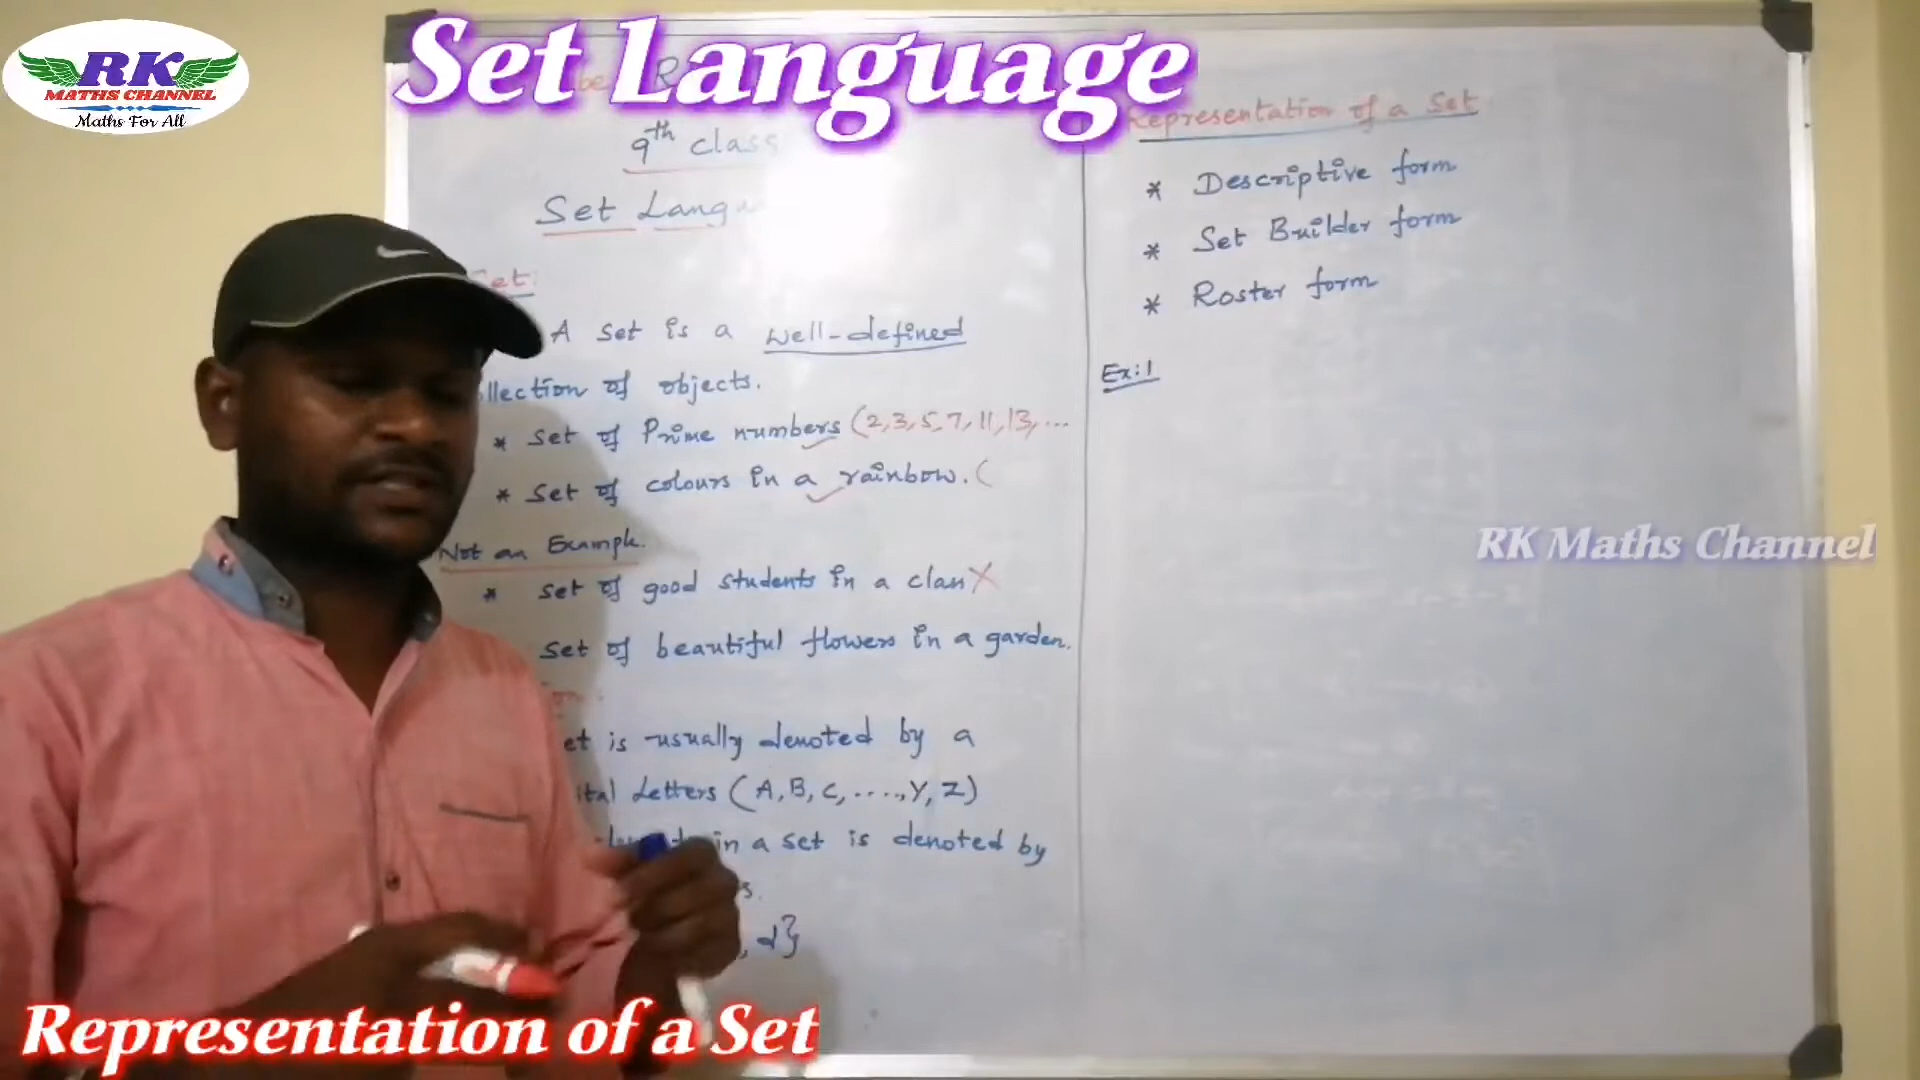 RK
MATHS CHANNEL
Maths For All
Set Language
9th class
Set Langu
Set:
A set is a well-defined
llection of objects.
* Set of Prime numbers (2,3,5,7,11,13,...
* Set of colours in a rainbow. (
Not an Example.
* Set of good students in a class X
Set of beautiful flowers in a garden.
ion:
et is usually denoted by a
ital Letters (A, B, C, ...., Y, Z)
in a set is denoted by
s.
, d}
Representation of a Set
* Descriptive form
* Set Builder form
* Roster form
Ex:1
RK Maths Channel
Representation of a Set